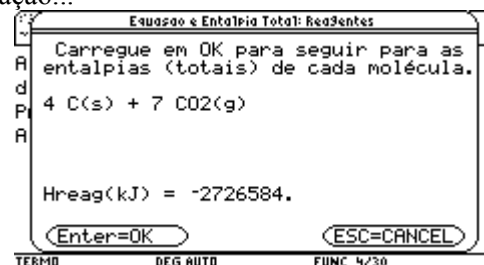 ação...
Equasao e Entalpia Total: Reagentes
Carregue em OK para seguir para as
entalpias (totais) de cada molécula.
A
d
4 C(s) + 7 CO2(g)
P
A
Hreag(kJ) = -2726584.
Enter=OK ESC=CANCEL
TERMO DEG AUTO FUNC 4/30